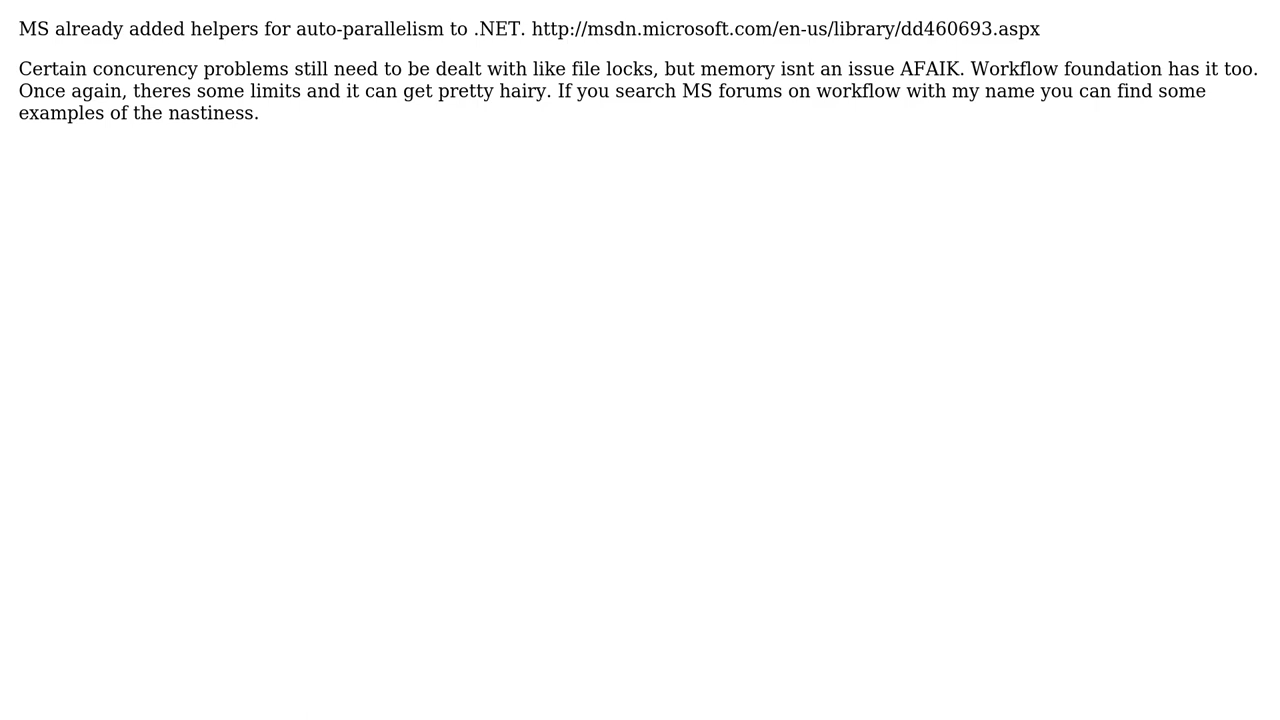 MS already added helpers for auto-parallelism to .NET. http://msdn.microsoft.com/en-us/library/dd460693.aspx
Certain concurency problems still need to be dealt with like file locks, but memory isnt an issue AFAIK. Workflow foundation has it too.
Once again, theres some limits and it can get pretty hairy. If you search MS forums on workflow with my name you can find some
examples of the nastiness.